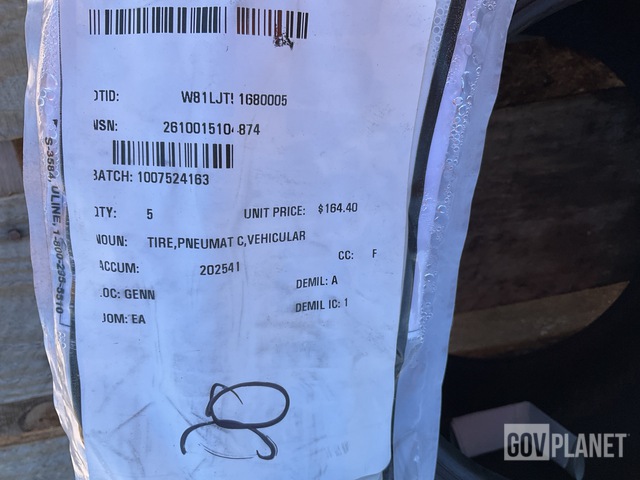 DTID: W81LJT 1680005
NSN: 261001510 874
BATCH: 1007524163
QTY: 5 UNIT PRICE: $164.40
NOUN: TIRE,PNEUMAT C,VEHICULAR
ACCUM: 202541 CC: F
LOC: GENN DEMIL: A
UOM: EA DEMIL IC: 1
S-3584, ULINE, 1-800-295-5510
GOVPLANET